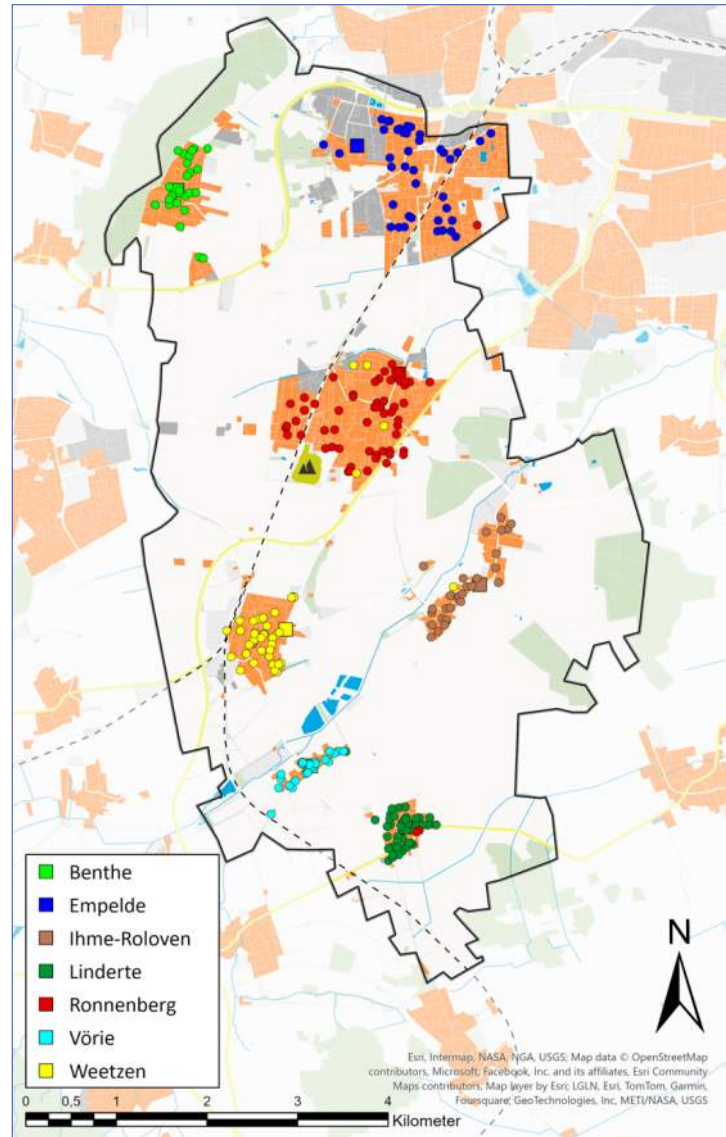 Benthe
Empelde
Ihme-Roloven
Linderte
Ronnenberg
Vörie
Weetzen
N
Esri, Intermap, NASA, NGA, USGS; Map data © OpenStreetMap
contributors, Microsoft, Facebook, Inc. and its affiliates, Esri Community
Maps contributors, Map layer by Esri; LGLN, Esri, TomTom, Garmin,
Foursquare, GeoTechnologies, Inc, METI/NASA, USGS
0 0,5 1 2 3 4
Kilometer